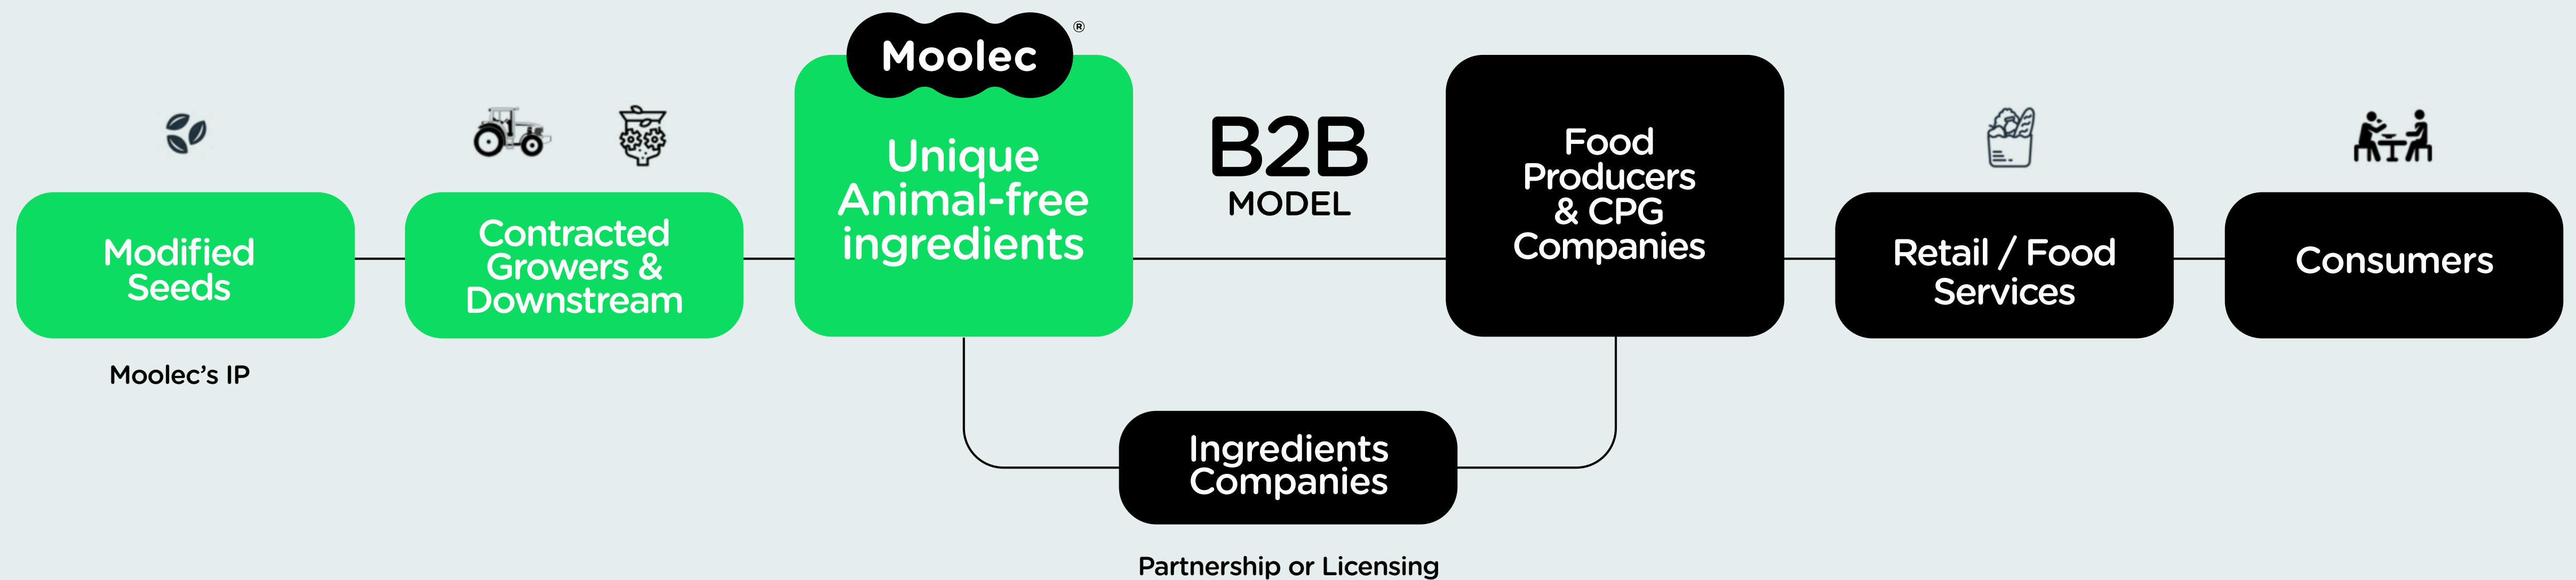 Moolec
®
Modified
Seeds
Moolec's IP
Contracted
Growers &
Downstream
Unique
Animal-free
ingredients
B2B
MODEL
Food
Producers
& CPG
Companies
Retail / Food
Services
Consumers
Ingredients
Companies
Partnership or Licensing